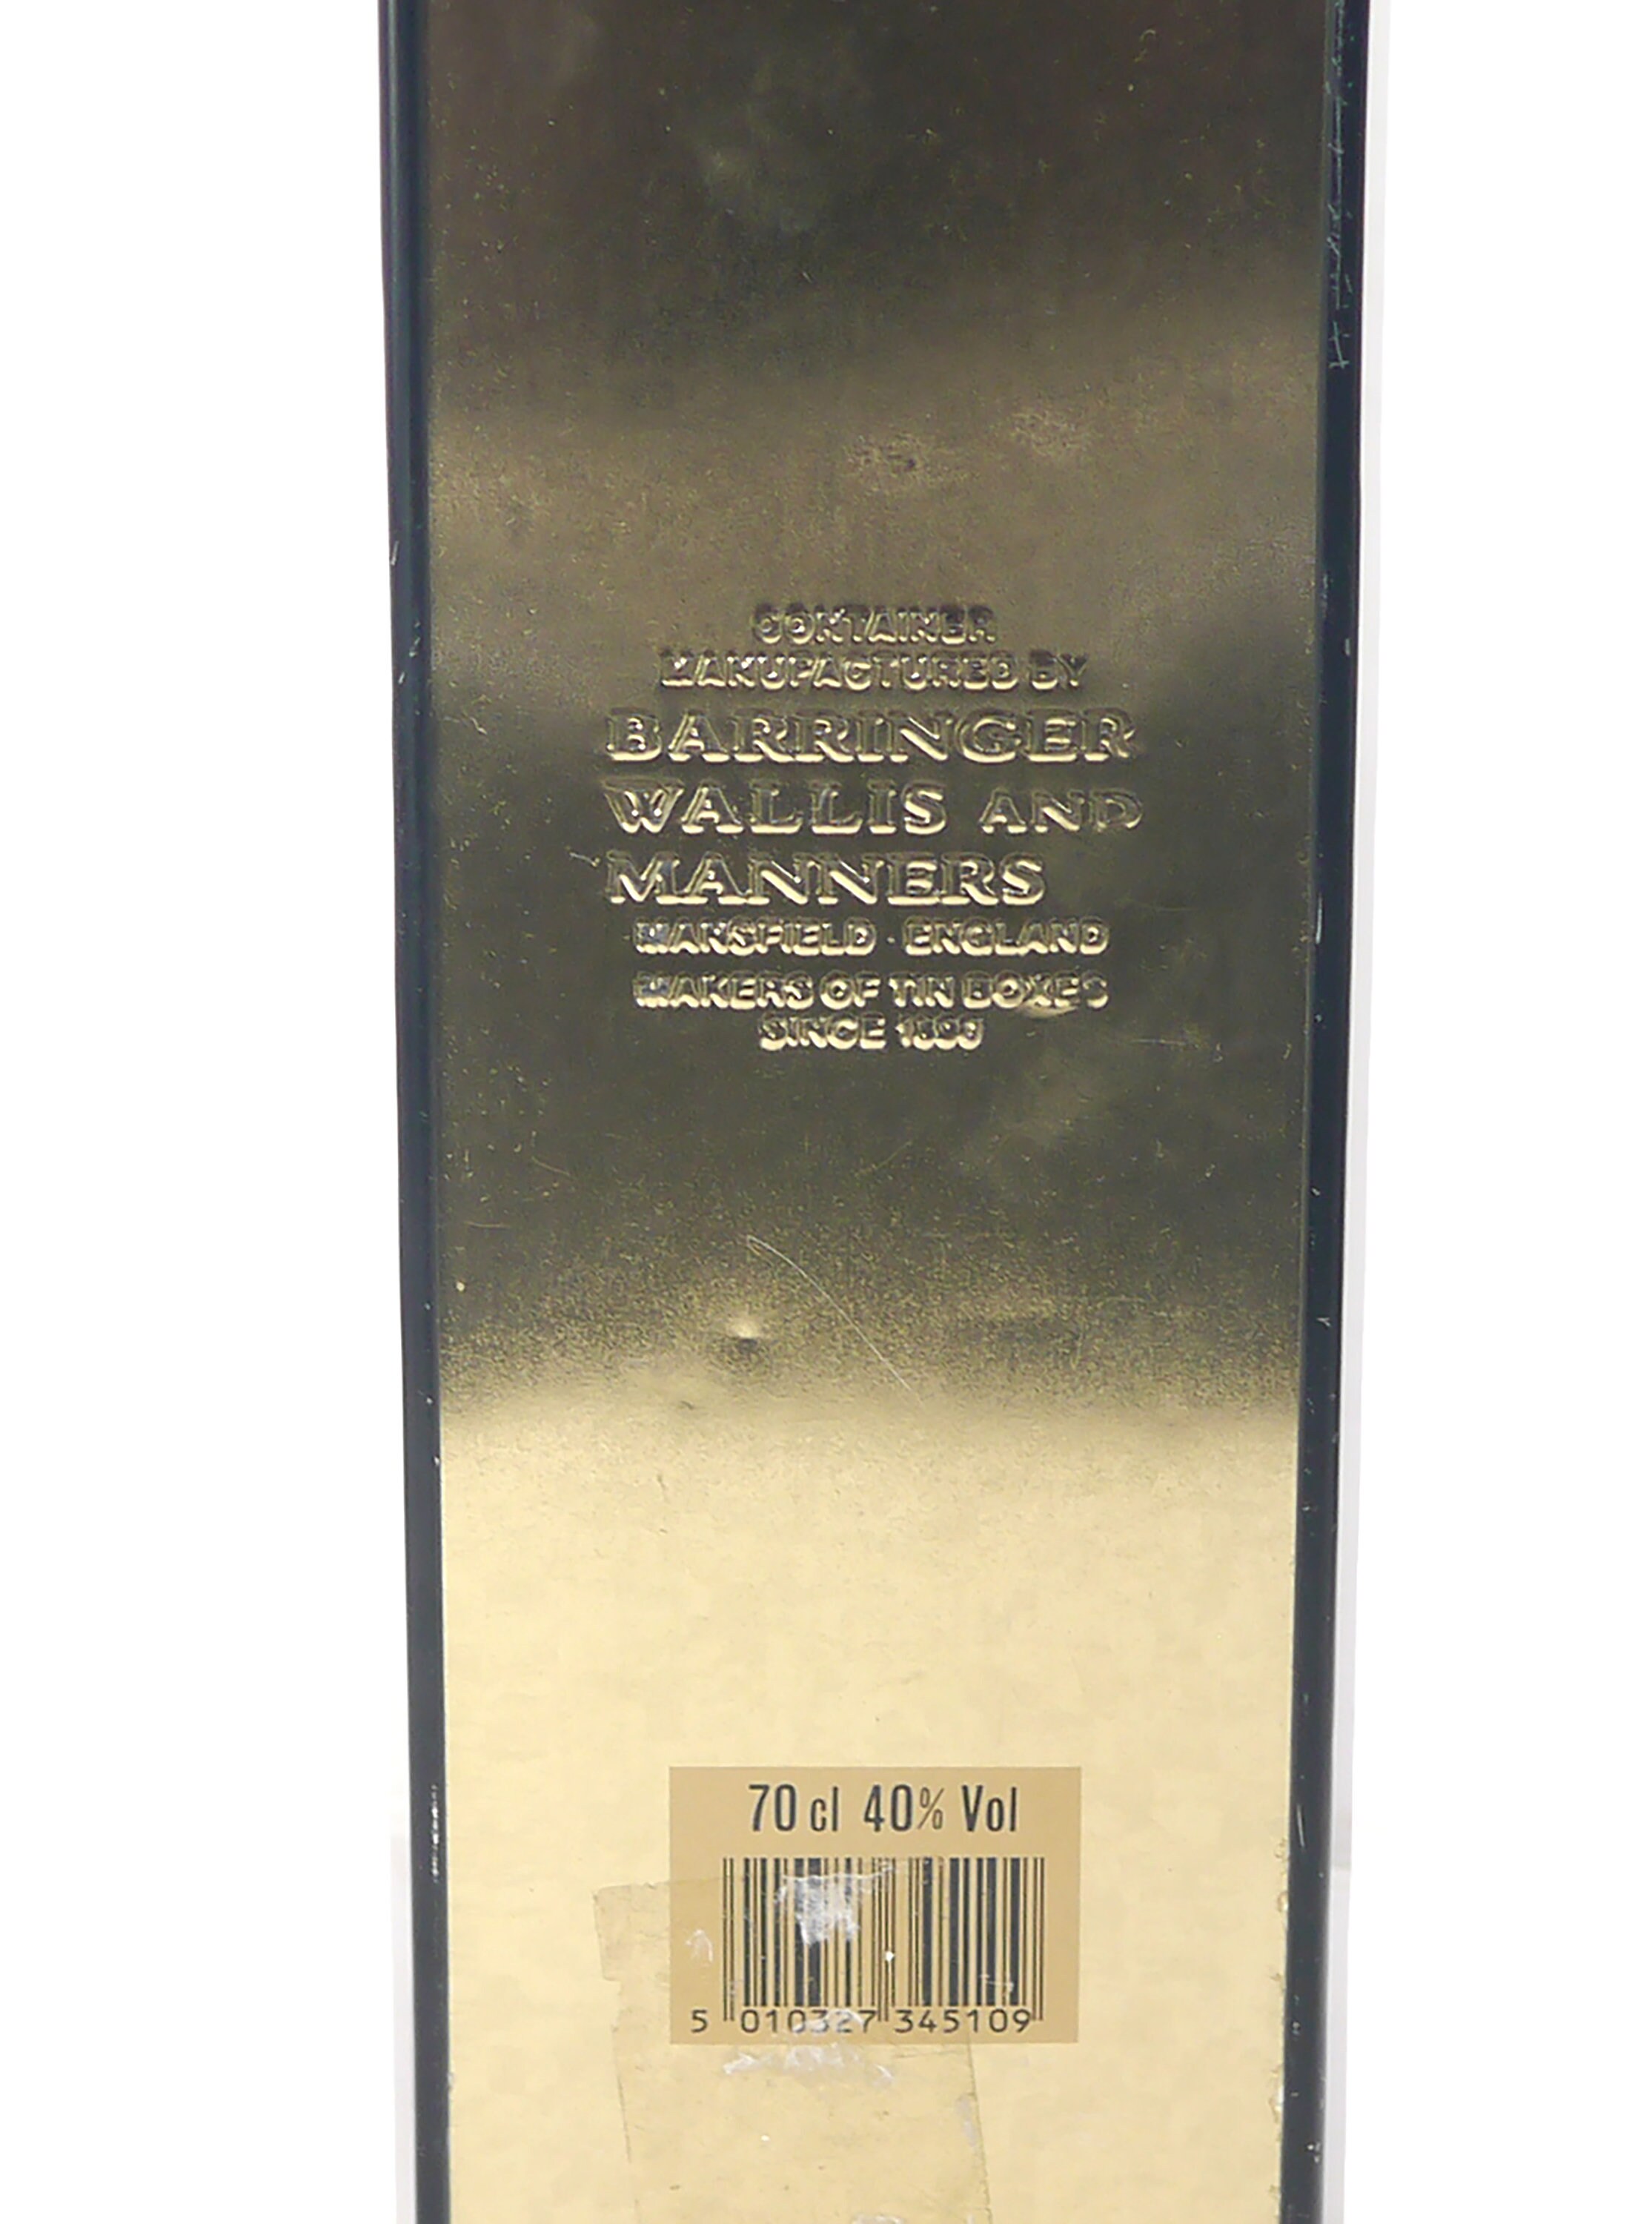 CONTAINER
MANUFACTURED BY
BARRINGER
WALLIS AND
MANNERS
MANSFIELD · ENGLAND
MAKERS OF TIN BOXES
SINCE
70 cl 40% Vol
5 010327 345109